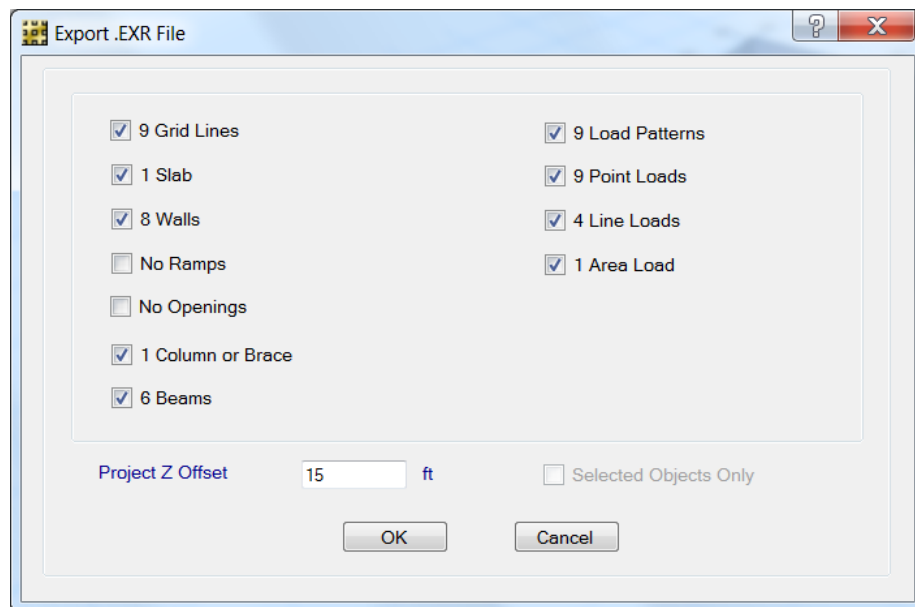 Export .EXR File
9 Grid Lines
1 Slab
8 Walls
No Ramps
No Openings
1 Column or Brace
6 Beams
9 Load Patterns
9 Point Loads
4 Line Loads
1 Area Load
Project Z Offset 15 ft
Selected Objects Only
OK
Cancel